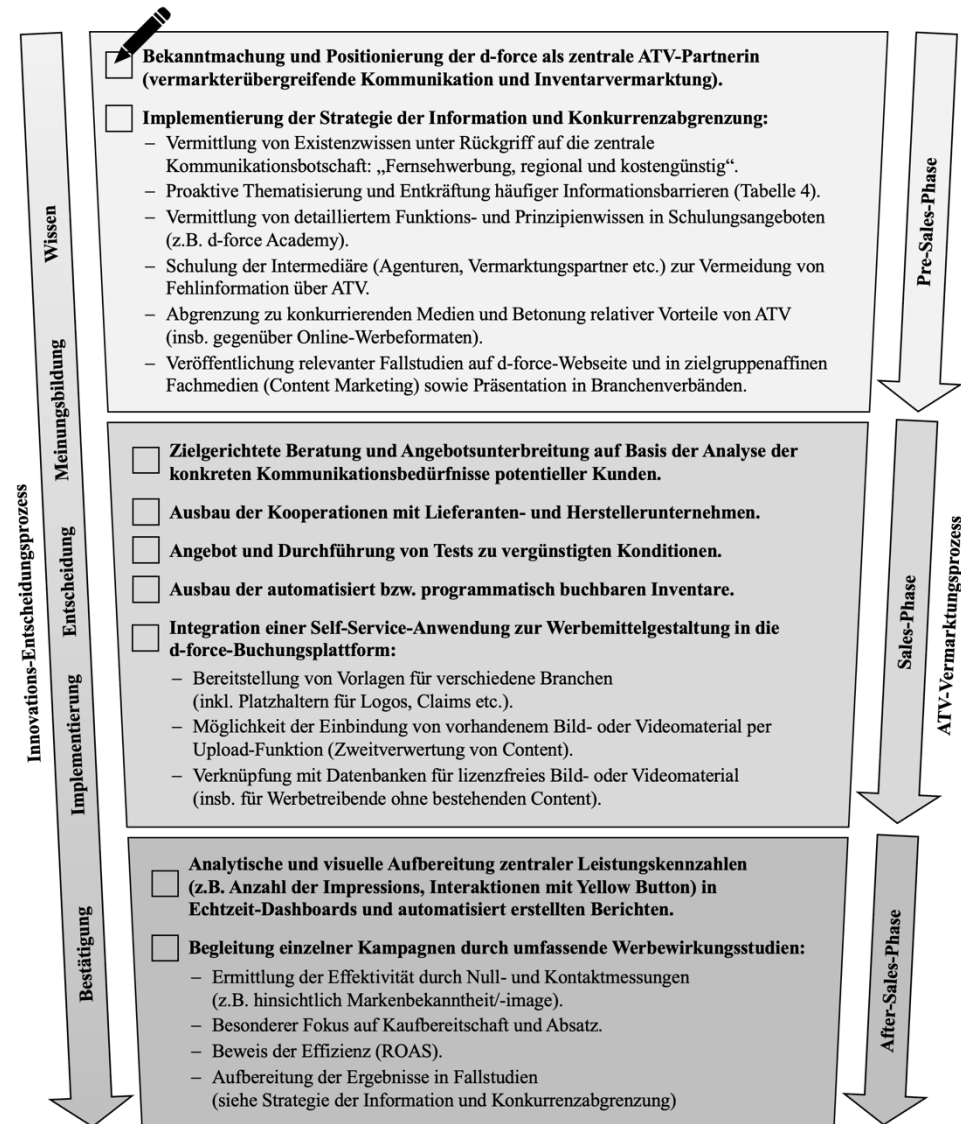 Innovations-Entscheidungsprozess
Wissen
Meinungsbildung
Entscheidung
Implementierung
Bestätigung
Bekanntmachung und Positionierung der d-force als zentrale ATV-Partnerin
(vermarkterübergreifende Kommunikation und Inventarvermarktung).
Implementierung der Strategie der Information und Konkurrenzabgrenzung:
– Vermittlung von Existenzwissen unter Rückgriff auf die zentrale
Kommunikationsbotschaft: „Fernsehwerbung, regional und kostengünstig“.
– Proaktive Thematisierung und Entkräftung häufiger Informationsbarrieren (Tabelle 4).
– Vermittlung von detailliertem Funktions- und Prinzipienwissen in Schulungsangeboten
(z.B. d-force Academy).
– Schulung der Intermediäre (Agenturen, Vermarktungspartner etc.) zur Vermeidung von
Fehlinformation über ATV.
– Abgrenzung zu konkurrierenden Medien und Betonung relativer Vorteile von ATV
(insb. gegenüber Online-Werbeformaten).
– Veröffentlichung relevanter Fallstudien auf d-force-Webseite und in zielgruppenaffinen
Fachmedien (Content Marketing) sowie Präsentation in Branchenverbänden.
Zielgerichtete Beratung und Angebotsunterbreitung auf Basis der Analyse der
konkreten Kommunikationsbedürfnisse potentieller Kunden.
Ausbau der Kooperationen mit Lieferanten- und Herstellerunternehmen.
Angebot und Durchführung von Tests zu vergünstigten Konditionen.
Ausbau der automatisiert bzw. programmatisch buchbaren Inventare.
Integration einer Self-Service-Anwendung zur Werbemittelgestaltung in die
d-force-Buchungsplattform:
– Bereitstellung von Vorlagen für verschiedene Branchen
(inkl. Platzhaltern für Logos, Claims etc.).
– Möglichkeit der Einbindung von vorhandenem Bild- oder Videomaterial per
Upload-Funktion (Zweitverwertung von Content).
– Verknüpfung mit Datenbanken für lizenzfreies Bild- oder Videomaterial
(insb. für Werbetreibende ohne bestehenden Content).
Analytische und visuelle Aufbereitung zentraler Leistungskennzahlen
(z.B. Anzahl der Impressions, Interaktionen mit Yellow Button) in
Echtzeit-Dashboards und automatisiert erstellten Berichten.
Begleitung einzelner Kampagnen durch umfassende Werbewirkungsstudien:
– Ermittlung der Effektivität durch Null- und Kontaktmessungen
(z.B. hinsichtlich Markenbekanntheit/-image).
– Besonderer Fokus auf Kaufbereitschaft und Absatz.
– Beweis der Effizienz (ROAS).
– Aufbereitung der Ergebnisse in Fallstudien
(siehe Strategie der Information und Konkurrenzabgrenzung)
Pre-Sales-Phase
Sales-Phase
After-Sales-Phase
ATV-Vermarktungsprozess